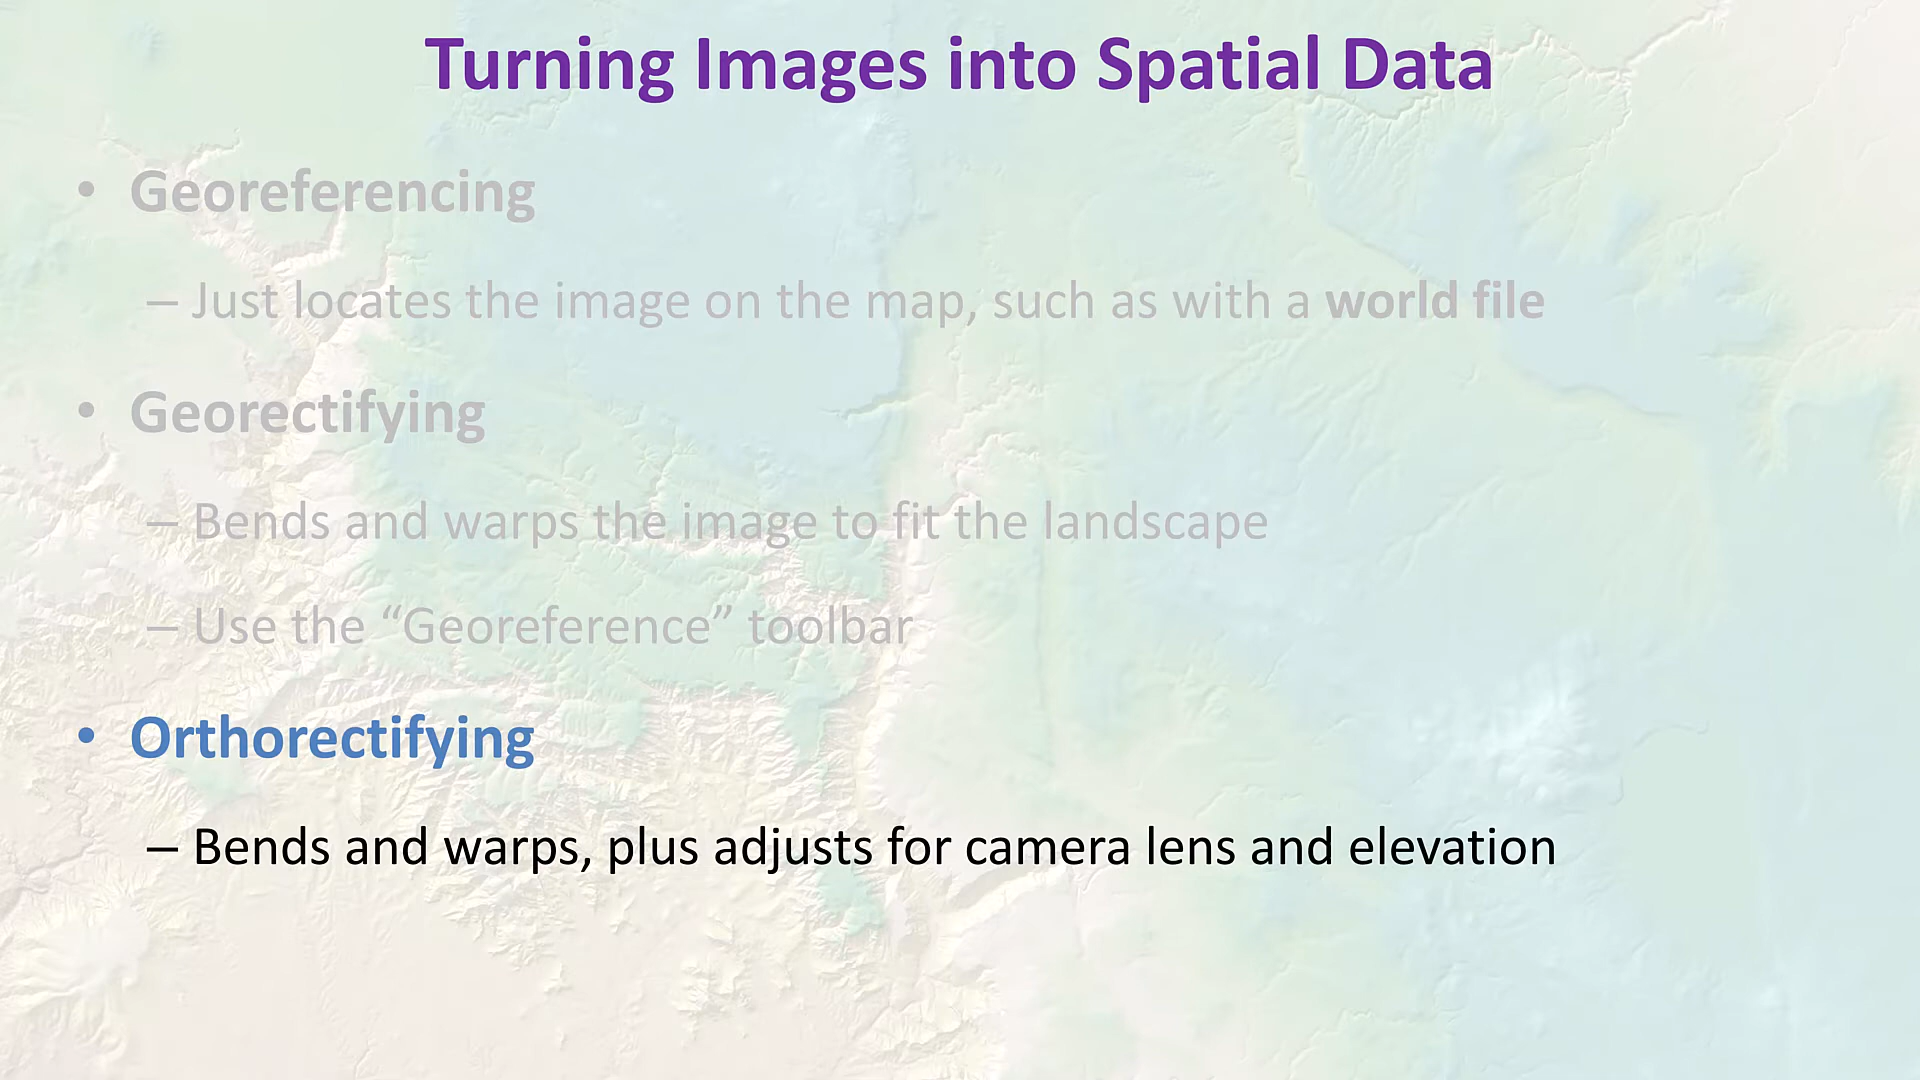 Turning Images into Spatial Data
• Georeferencing
– Just locates the image on the map, such as with a world file
• Georectifying
– Bends and warps the image to fit the landscape
– Use the “Georeference” toolbar
• Orthorectifying
– Bends and warps, plus adjusts for camera lens and elevation